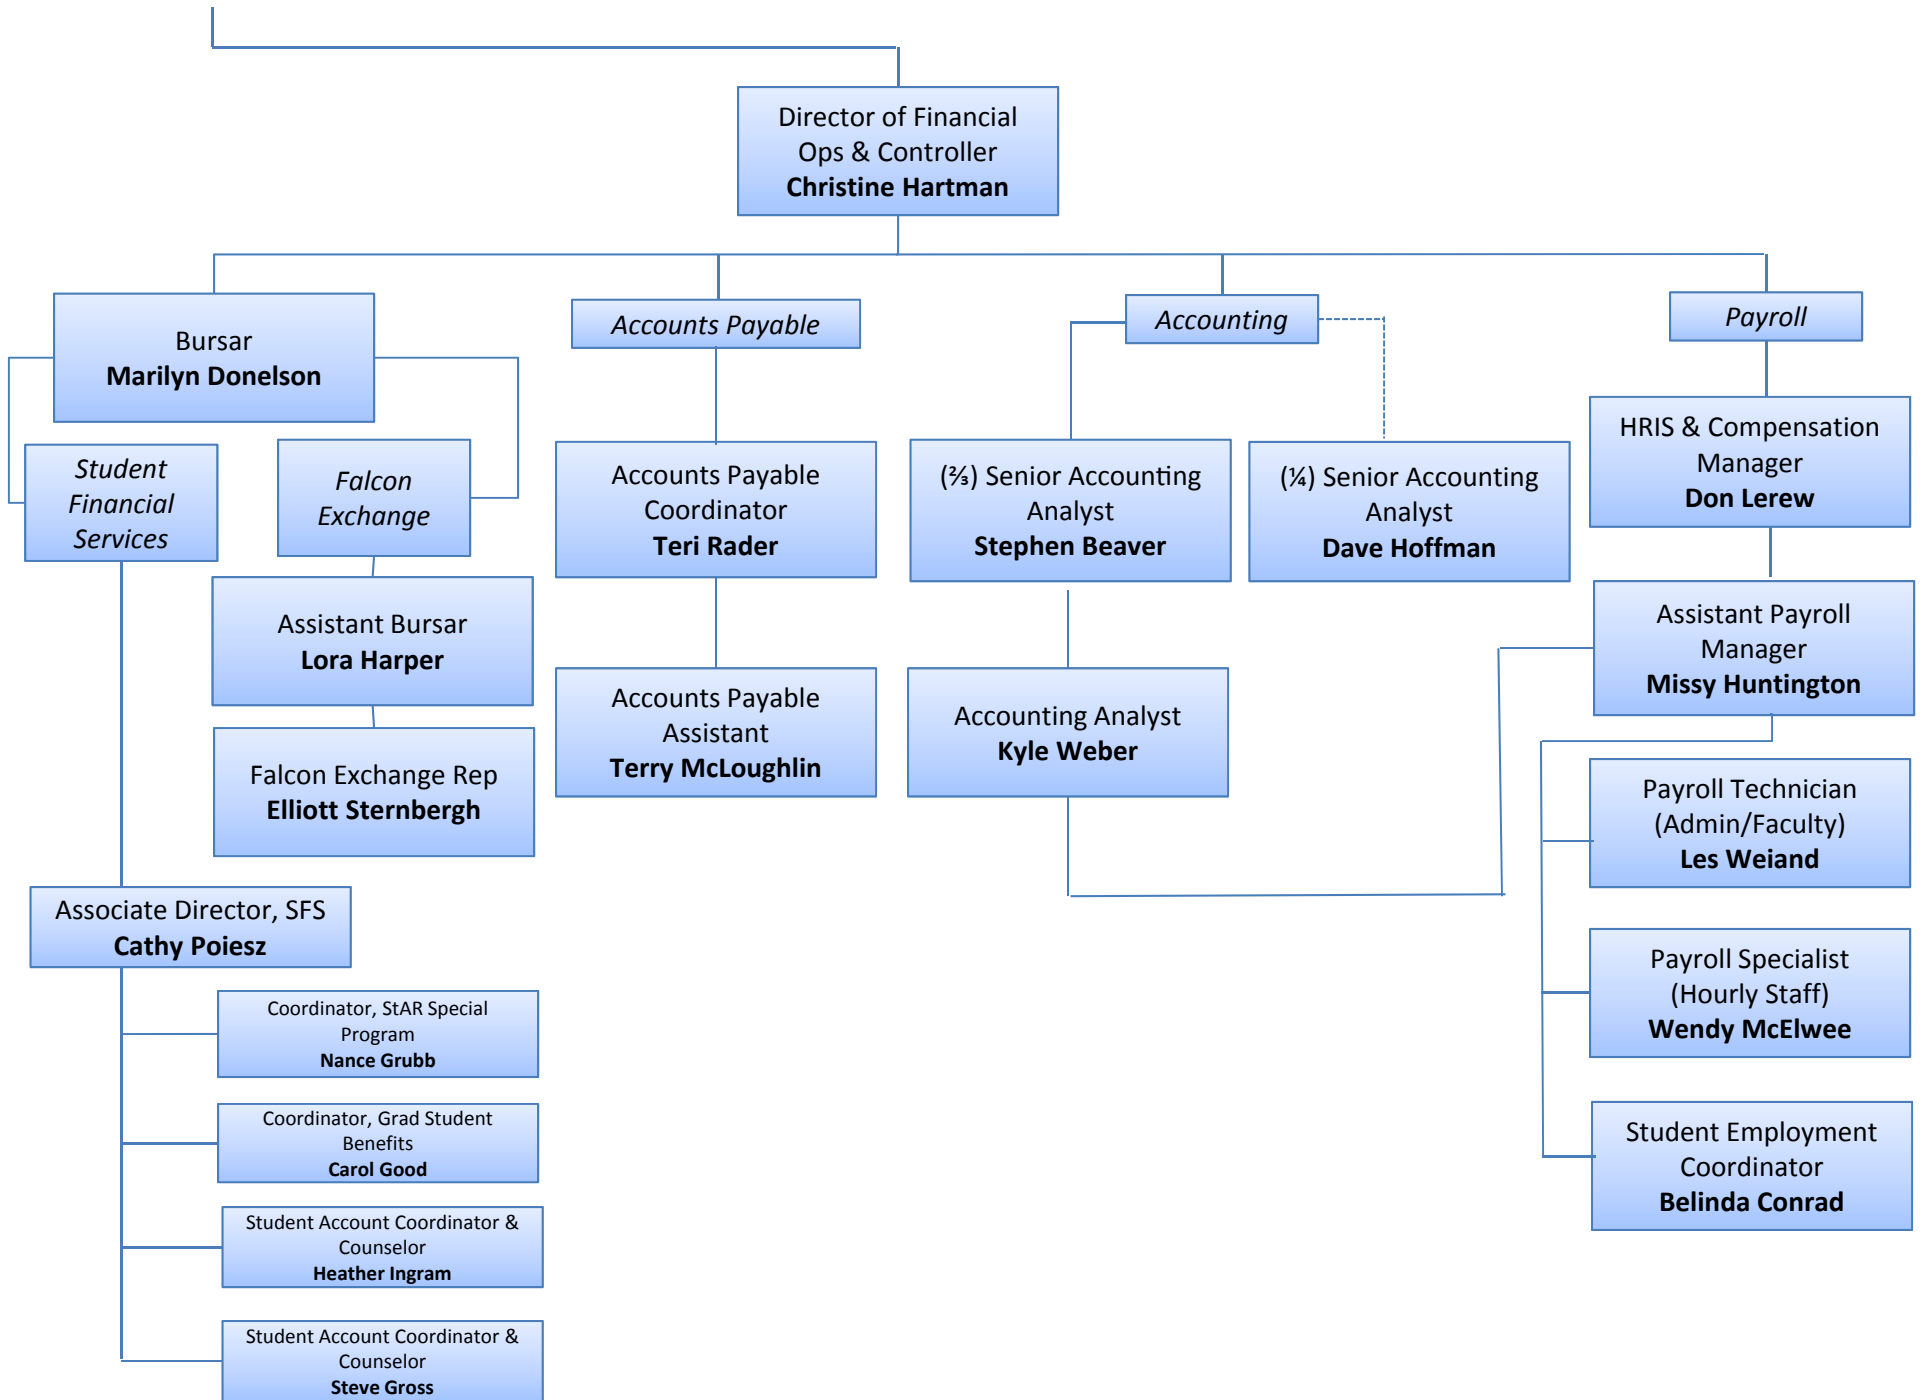 Director of Financial
Ops & Controller
Christine Hartman
Bursar
Marilyn Donelson
Student
Financial
Services
Falcon
Exchange
Assistant Bursar
Lora Harper
Falcon Exchange Rep
Elliott Sternbergh
Associate Director, SFS
Cathy Poiesz
Coordinator, StAR Special
Program
Nance Grubb
Coordinator, Grad Student
Benefits
Carol Good
Student Account Coordinator &
Counselor
Heather Ingram
Student Account Coordinator &
Counselor
Steve Gross
Accounts Payable
Accounts Payable
Coordinator
Teri Rader
Accounts Payable
Assistant
Terry McLoughlin
Accounting
(⅔) Senior Accounting
Analyst
Stephen Beaver
(¼) Senior Accounting
Analyst
Dave Hoffman
Accounting Analyst
Kyle Weber
Payroll
HRIS & Compensation
Manager
Don Lerew
Assistant Payroll
Manager
Missy Huntington
Payroll Technician
(Admin/Faculty)
Les Weiand
Payroll Specialist
(Hourly Staff)
Wendy McElwee
Student Employment
Coordinator
Belinda Conrad